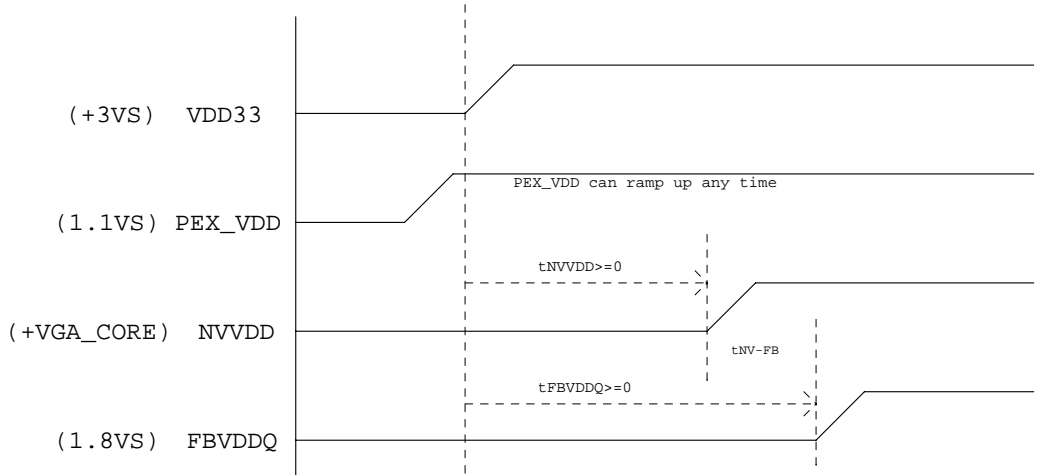 (+3VS) VDD33
PEX_VDD can ramp up any time
(1.1VS) PEX_VDD
tNVVDD>=0
(+VGA_CORE) NVVDD
tNV-FB
tFBVDDQ>=0
(1.8VS) FBVDDQ